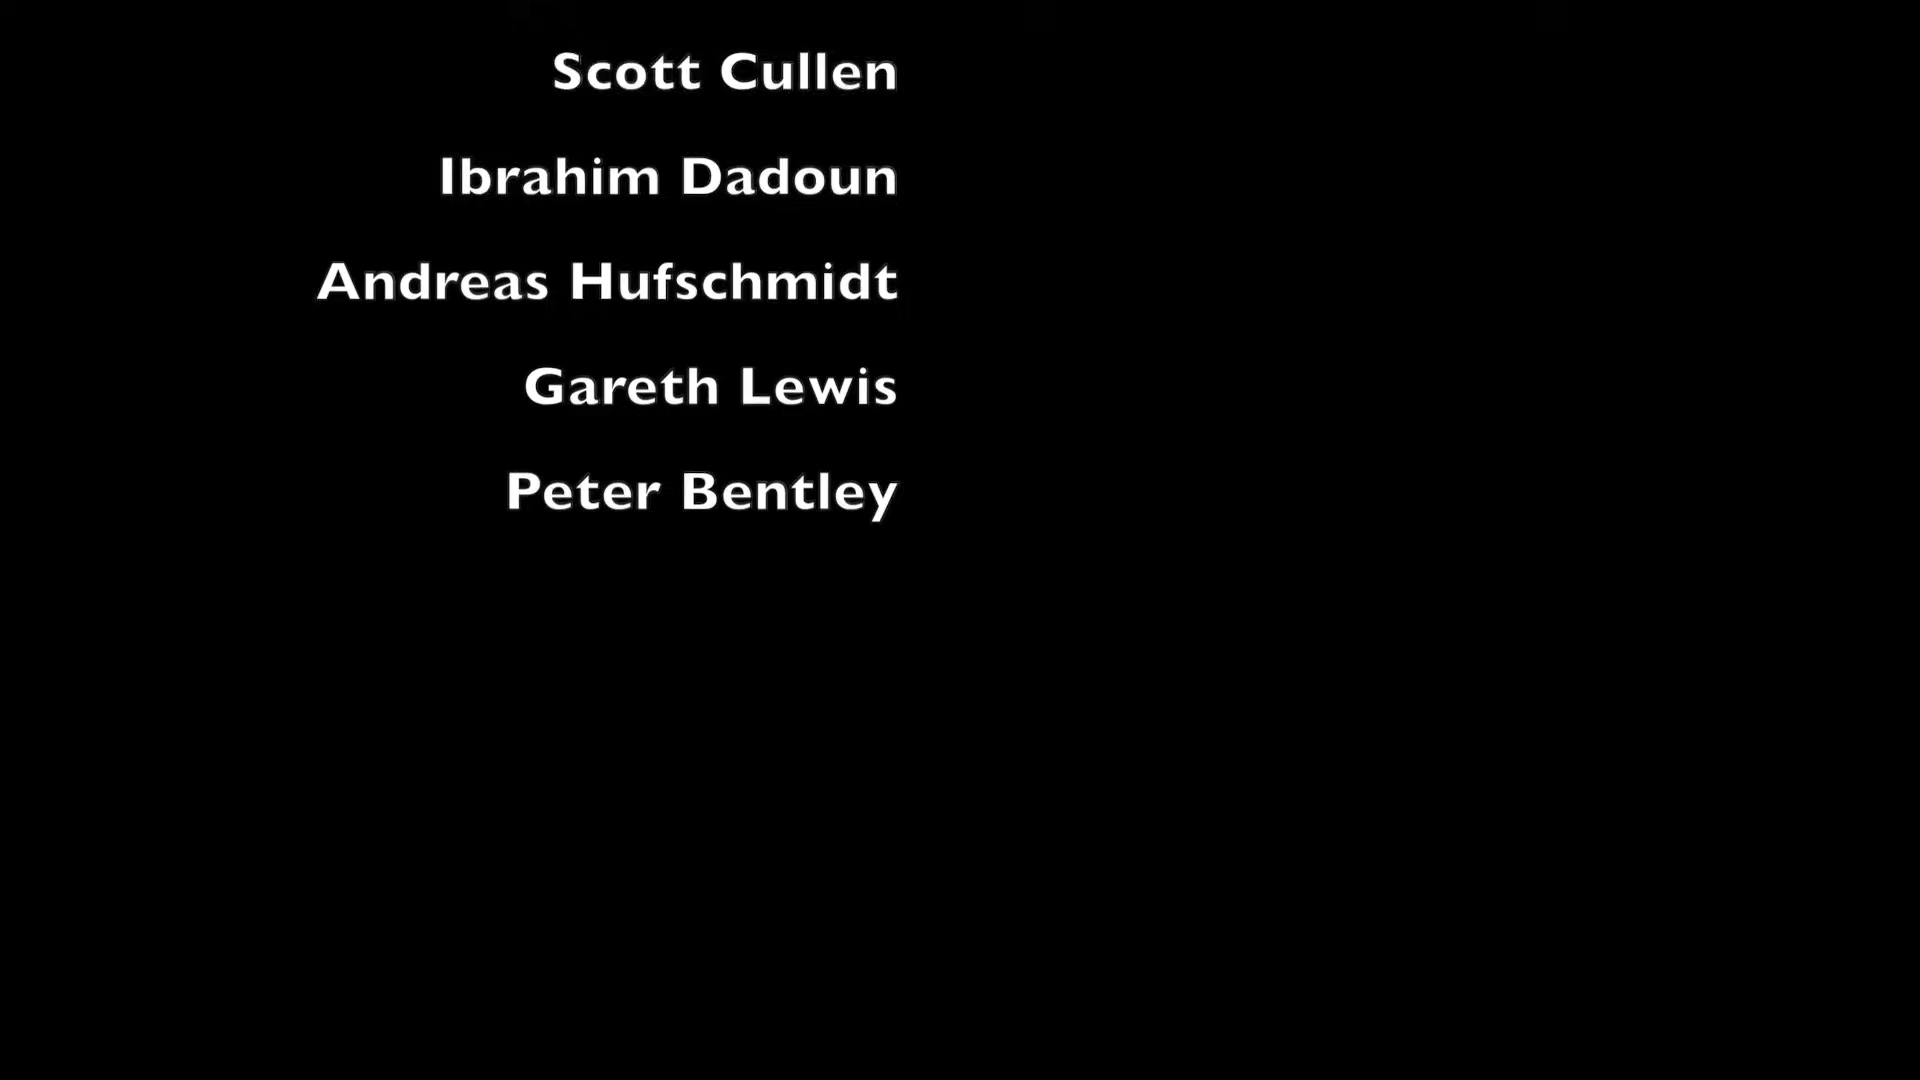 Scott Cullen
Ibrahim Dadoun
Andreas Hufschmidt
Gareth Lewis
Peter Bentley